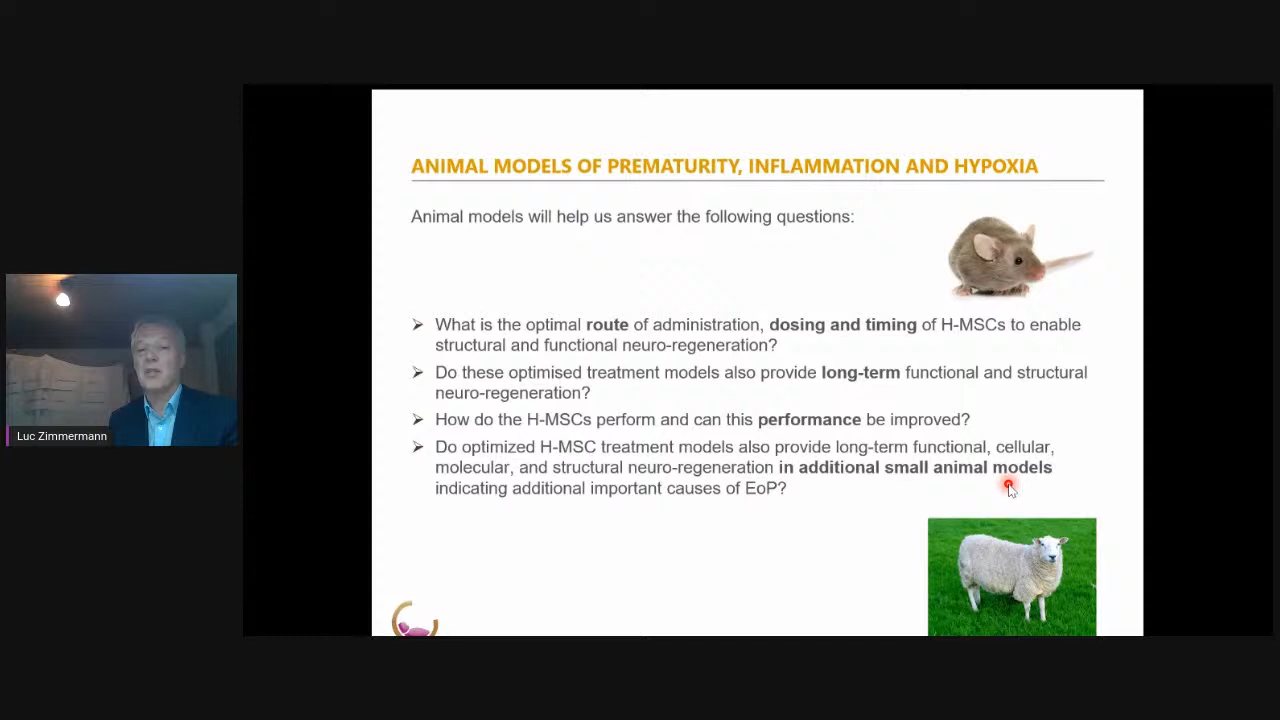 ANIMAL MODELS OF PREMATURITY, INFLAMMATION AND HYPOXIA
Animal models will help us answer the following questions:
What is the optimal route of administration, dosing and timing of H-MSCs to enable
structural and functional neuro-regeneration?
Do these optimised treatment models also provide long-term functional and structural
neuro-regeneration?
How do the H-MSCs perform and can this performance be improved?
Do optimized H-MSC treatment models also provide long-term functional, cellular,
molecular, and structural neuro-regeneration in additional small animal models
indicating additional important causes of EoP?
Luc Zimmermann